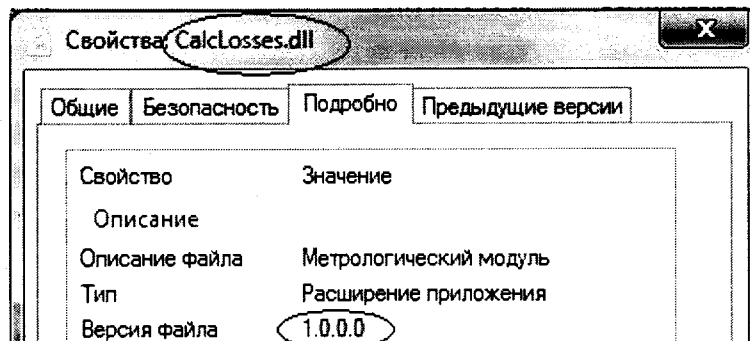 Свойства: CalcLosses.dll
X
Общие Безопасность Подробно Предыдущие версии
Свойство Значение
Описание
Описание файла Метрологический модуль
Тип Расширение приложения
Версия файла 1.0.0.0